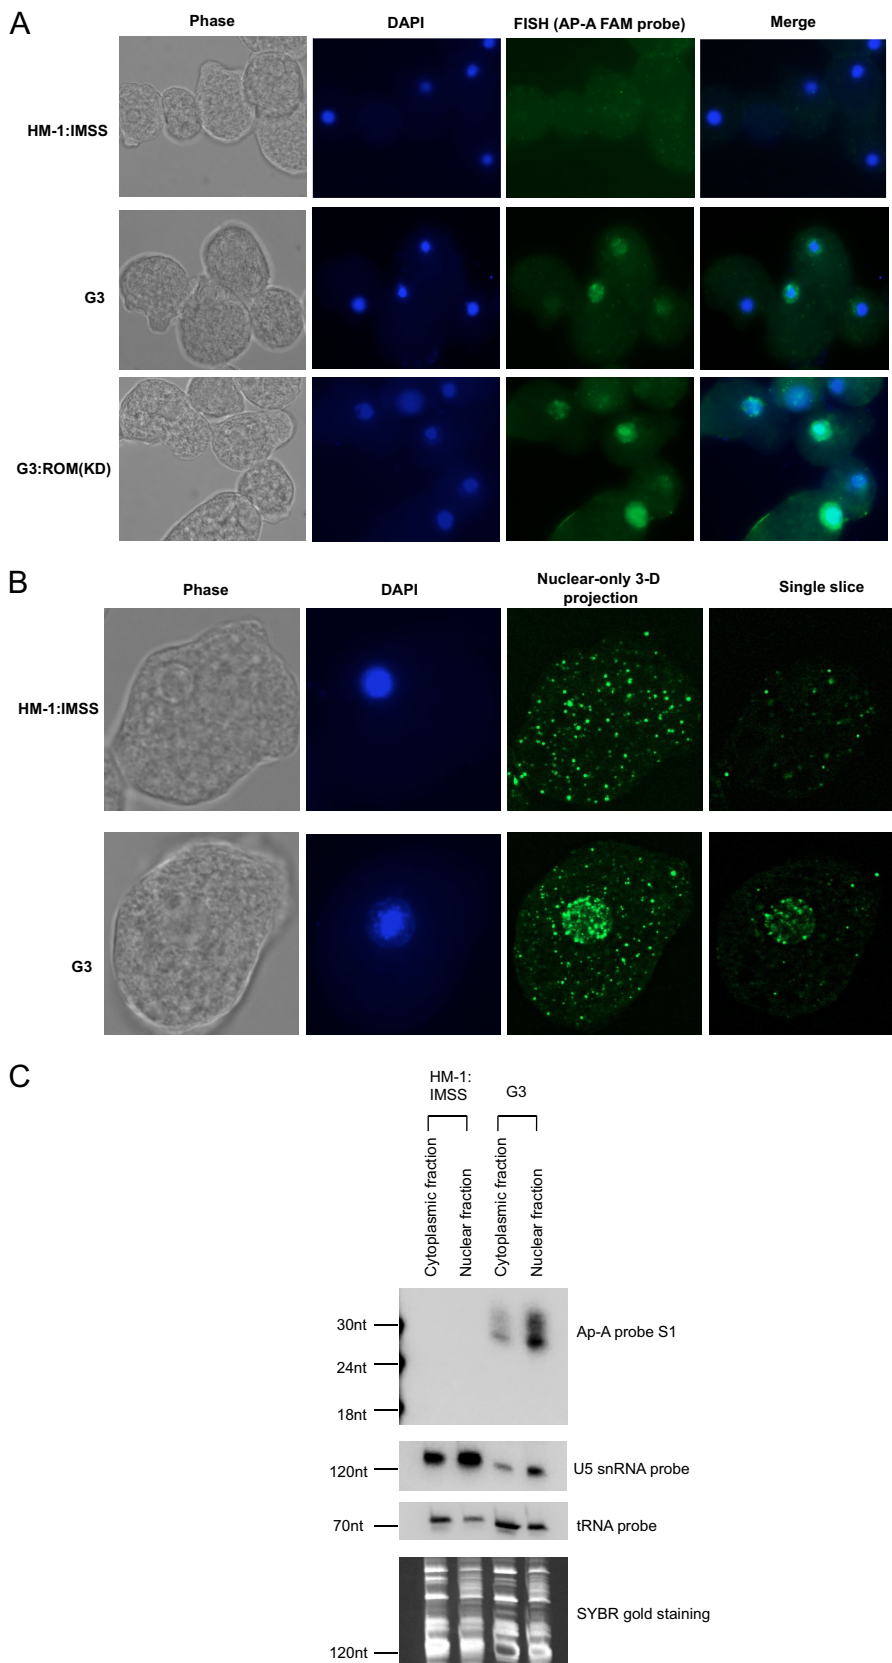 A
Phase
DAPI
FISH (AP-A FAM probe)
Merge
HM-1:IMSS
G3
G3:ROM(KD)
B
Phase
DAPI
Nuclear-only 3-D
projection
Single slice
HM-1:IMSS
G3
C
HM-1:
IMSS
G3
Cytoplasmic fraction
Nuclear fraction
Cytoplasmic fraction
Nuclear fraction
30nt
Ap-A probe S1
24nt
18nt
120nt
U5 snRNA probe
70nt
tRNA probe
SYBR gold staining
120nt